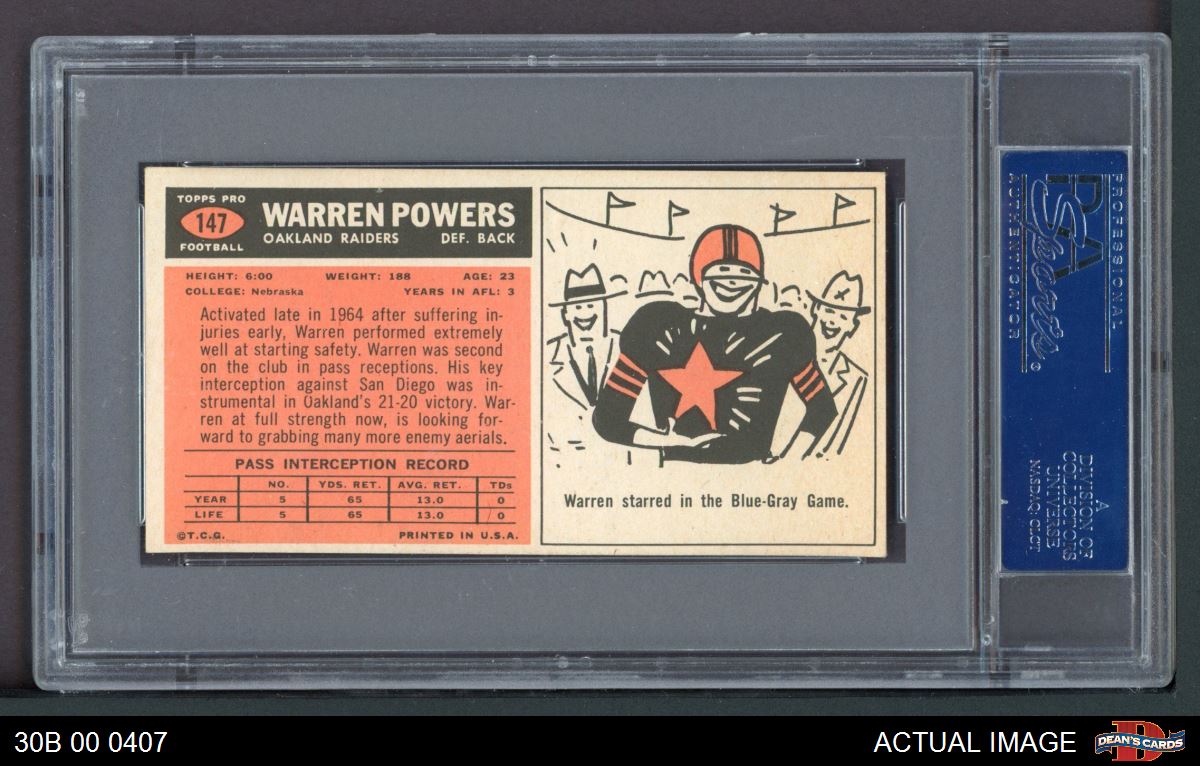 TOPPS PRO
147
FOOTBALL
WARREN POWERS
OAKLAND RAIDERS DEF. BACK
HEIGHT: 6:00 WEIGHT: 188 AGE: 23
COLLEGE: Nebraska YEARS IN AFL: 3
Activated late in 1964 after suffering in-
juries early, Warren performed extremely
well at starting safety. Warren was second
on the club in pass receptions. His key
interception against San Diego was in-
strumental in Oakland's 21-20 victory. War-
ren at full strength now, is looking for-
ward to grabbing many more enemy aerials.
PASS INTERCEPTION RECORD
NO. YDS. RET. AVG. RET. TDs
YEAR 5 65 13.0 0
LIFE 5 65 13.0 0
©T.C.G. PRINTED IN U.S.A.
Warren starred in the Blue-Gray Game.
PROFESSIONAL
PSA
Sports®
AUTHENTICATOR
A
DIVISION OF
COLLECTORS
UNIVERSE
NASDAQ: CLCT
30B 00 0407
ACTUAL IMAGE
D
DEAN'S CARDS